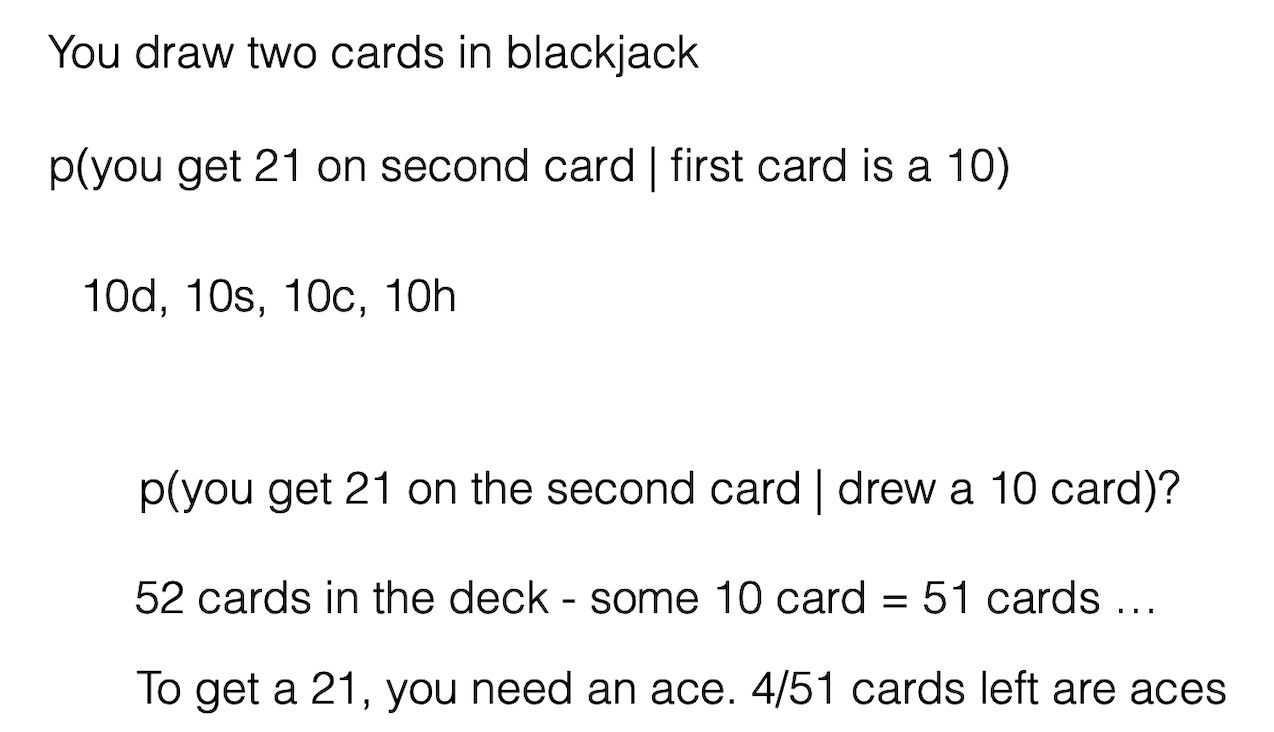 You draw two cards in blackjack
p(you get 21 on second card | first card is a 10)
10d, 10s, 10c, 10h
p(you get 21 on the second card | drew a 10 card)?
52 cards in the deck - some 10 card = 51 cards …
To get a 21, you need an ace. 4/51 cards left are aces